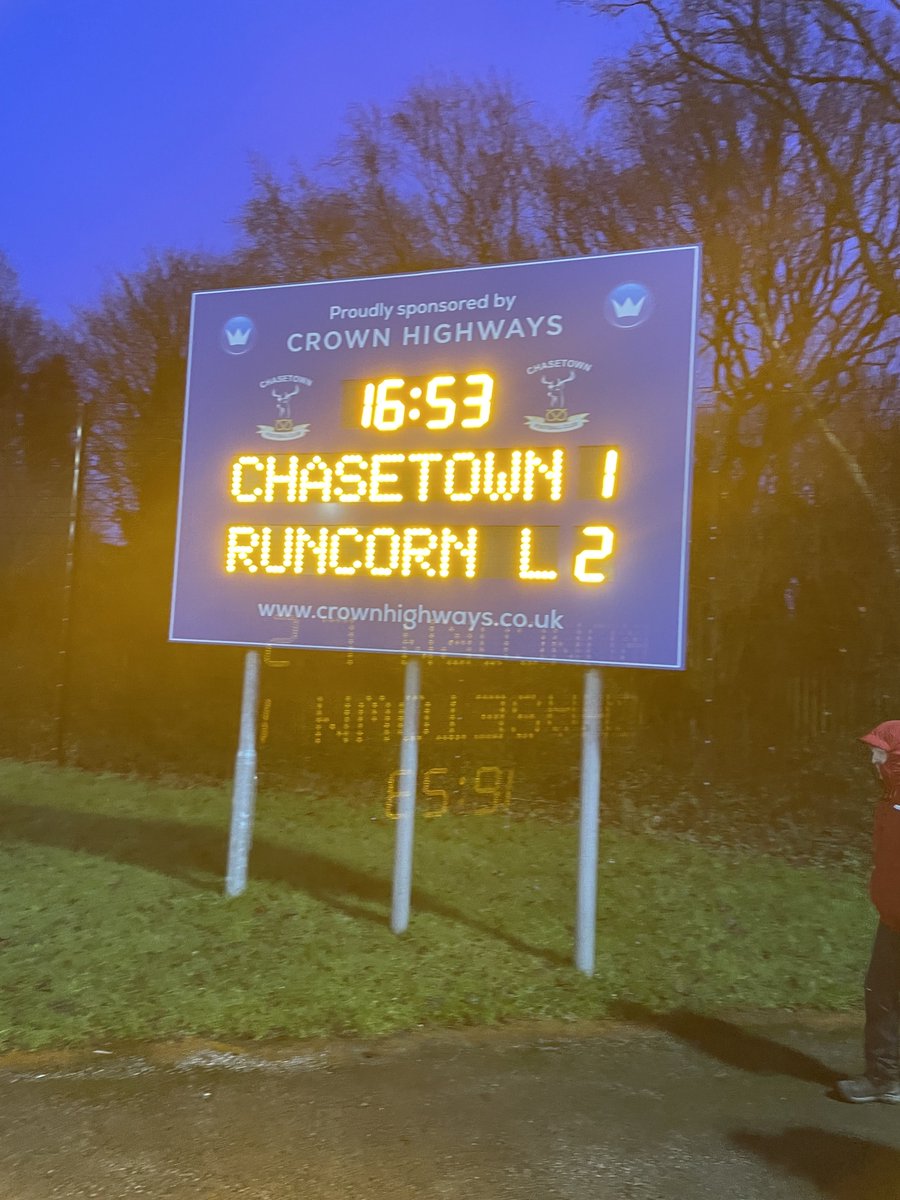 Proudly sponsored by
CROWN HIGHWAYS
CHASETOWN
CHASETOWN
16:53
CHASETOWN 1
RUNCORN L 2
www.crownhighways.co.uk